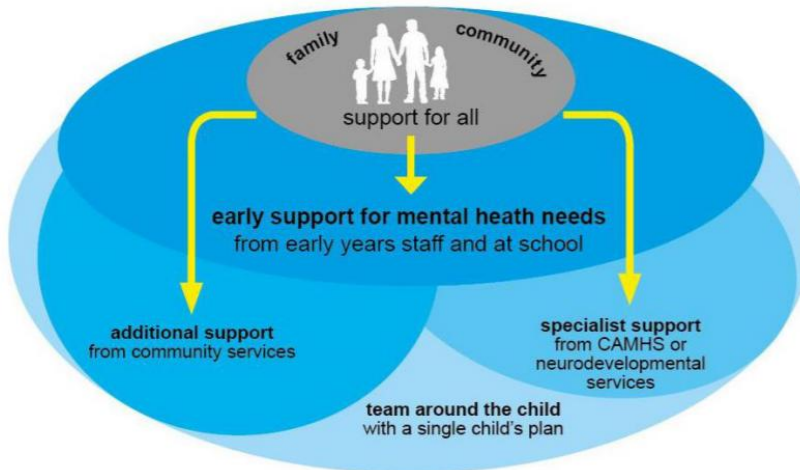 family
community
support for all
early support for mental heath needs
from early years staff and at school
additional support
from community services
specialist support
from CAMHS or
neurodevelopmental
services
team around the child
with a single child's plan